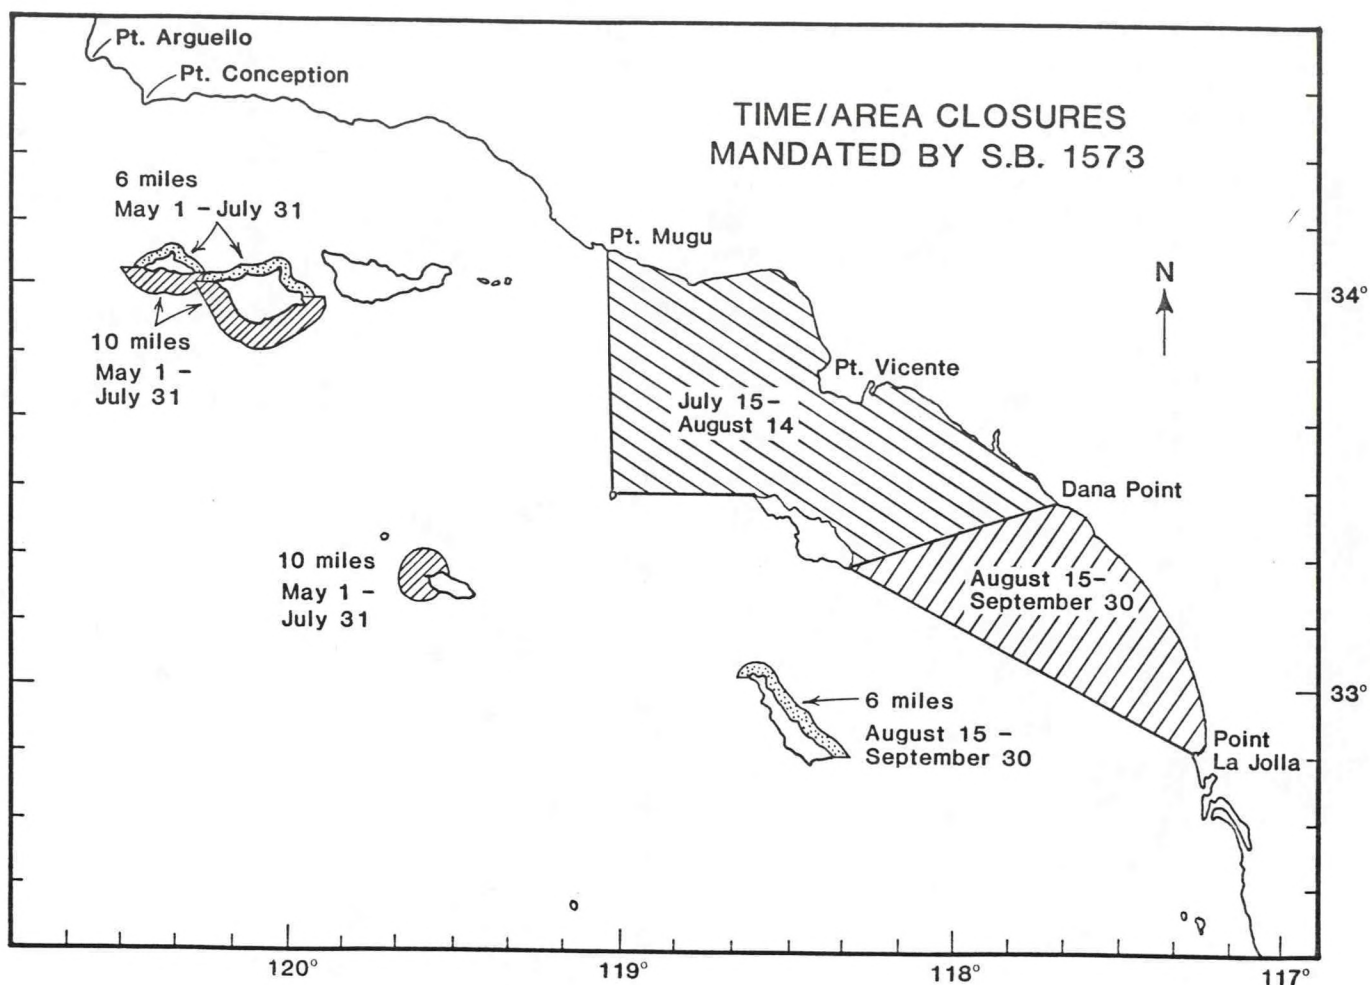 Pt. Arguello
Pt. Conception
TIME/AREA CLOSURES
MANDATED BY S.B. 1573
6 miles
May 1 – July 31
Pt. Mugu
N
34°
10 miles
May 1 –
July 31
Pt. Vicente
July 15–
August 14
Dana Point
10 miles
May 1 –
July 31
August 15–
September 30
33°
6 miles
August 15 –
September 30
Point
La Jolla
120°
119°
118°
117°